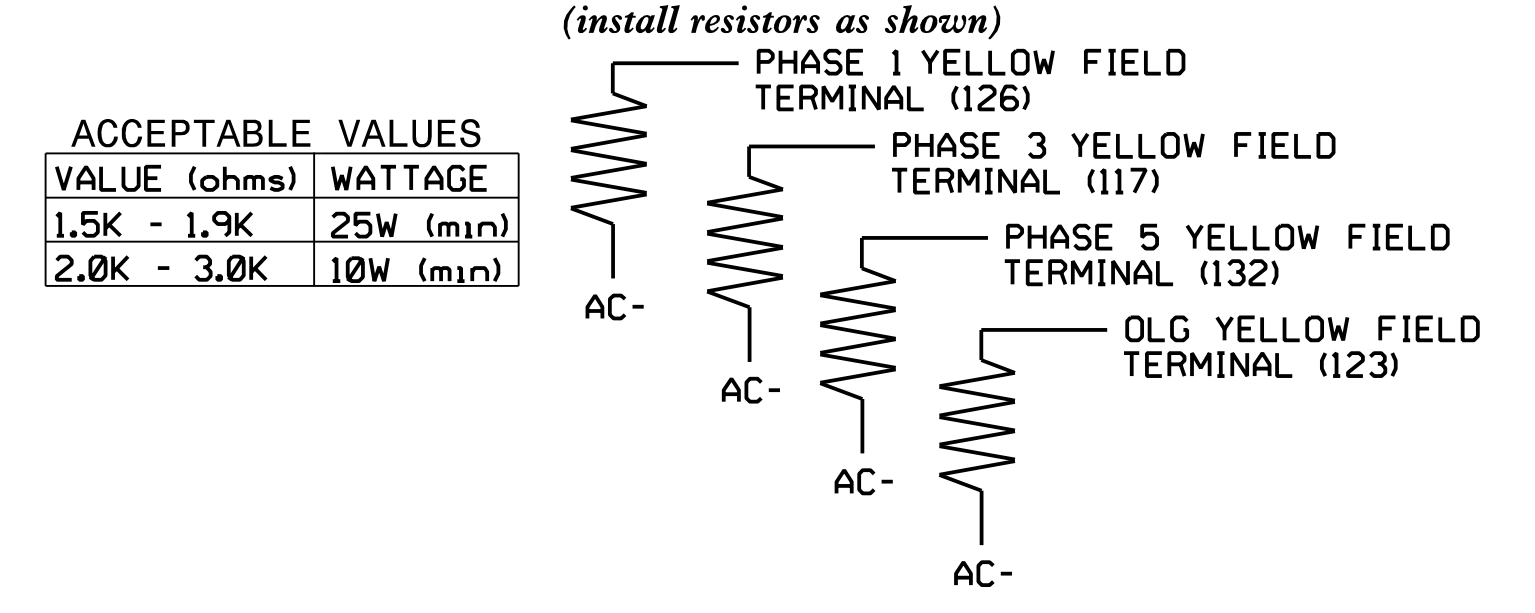 (install resistors as shown)
ACCEPTABLE VALUES
VALUE (ohms) WATTAGE
1.5K - 1.9K 25W (min)
2.0K - 3.0K 10W (min)
PHASE 1 YELLOW FIELD
TERMINAL (126)
AC-
PHASE 3 YELLOW FIELD
TERMINAL (117)
AC-
PHASE 5 YELLOW FIELD
TERMINAL (132)
AC-
OLG YELLOW FIELD
TERMINAL (123)
AC-